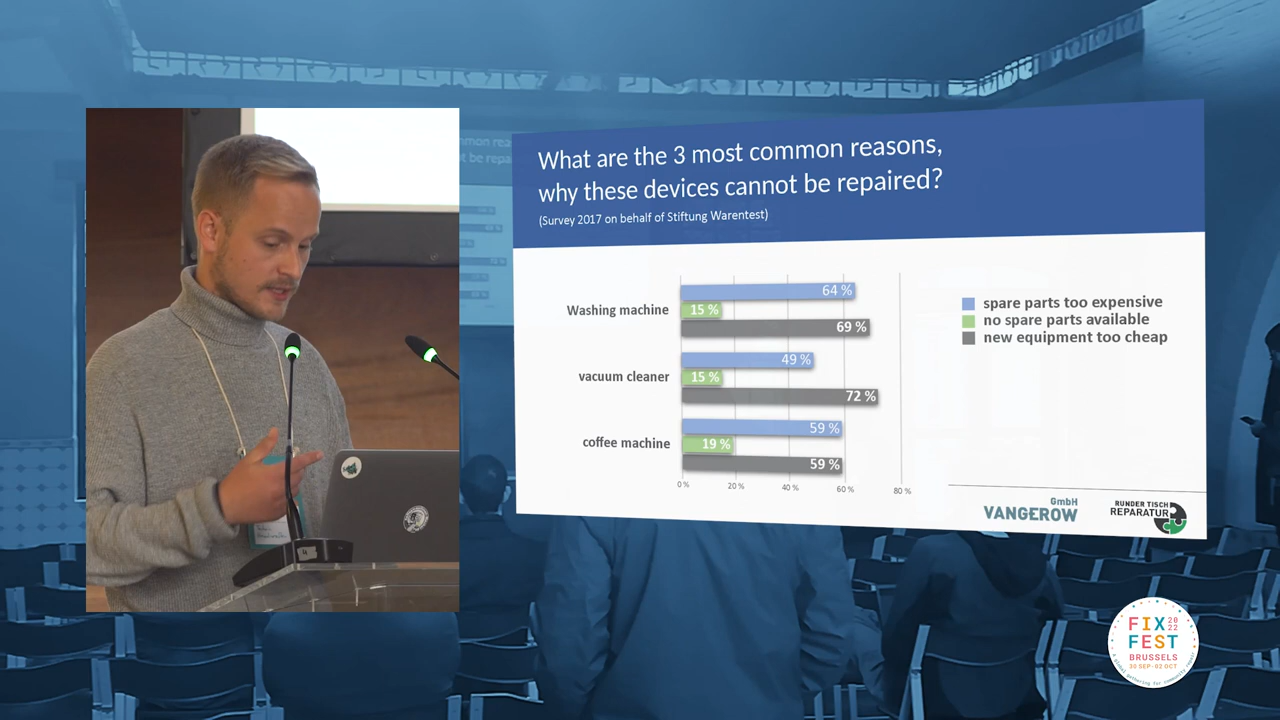 What are the 3 most common reasons,
why these devices cannot be repaired?
(Survey 2017 on behalf of Stiftung Warentest)
Washing machine
64 %
15 %
69 %
vacuum cleaner
49 %
15 %
72 %
coffee machine
59 %
19 %
59 %
0 %
20 %
40 %
60 %
80 %
spare parts too expensive
no spare parts available
new equipment too cheap
GmbH
VANGEROW
RUNDER TISCH
REPARATUR
FIX 20
FEST 22
BRUSSELS
30 SEP - 02 OCT